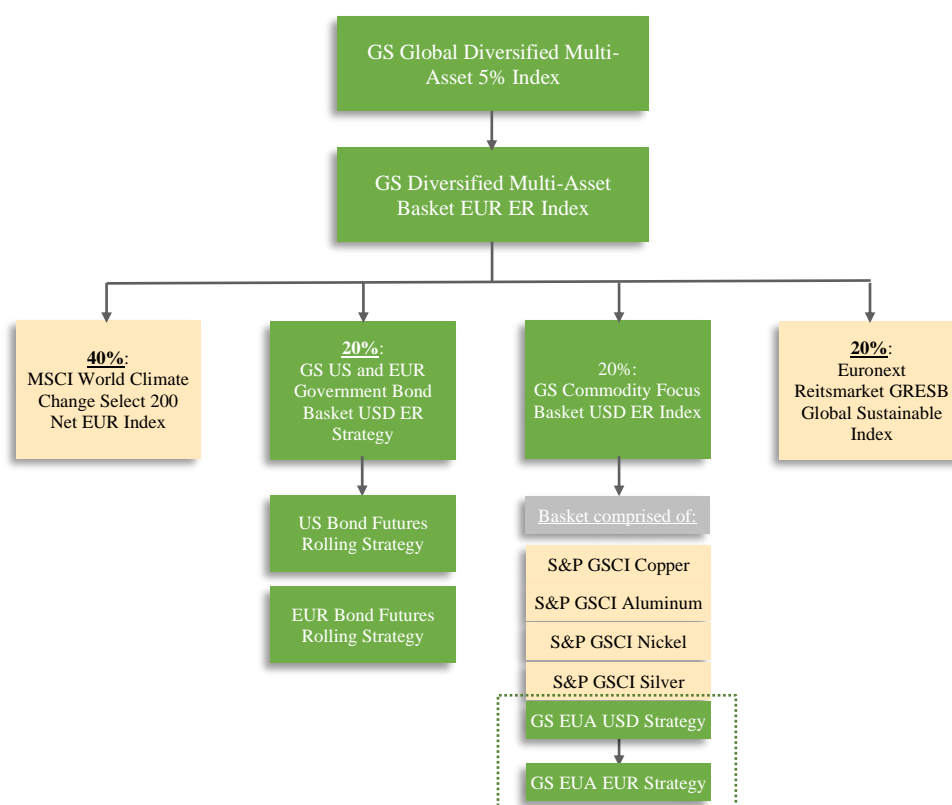 GS Global Diversified Multi-
Asset 5% Index
GS Diversified Multi-Asset
Basket EUR ER Index
40%:
MSCI World Climate
Change Select 200
Net EUR Index
20%:
GS US and EUR
Government Bond
Basket USD ER
Strategy
20%:
GS Commodity Focus
Basket USD ER Index
20%:
Euronext
Reitsmarket GRESB
Global Sustainable
Index
US Bond Futures
Rolling Strategy
EUR Bond Futures
Rolling Strategy
Basket comprised of:
S&P GSCI Copper
S&P GSCI Aluminum
S&P GSCI Nickel
S&P GSCI Silver
GS EUA USD Strategy
GS EUA EUR Strategy